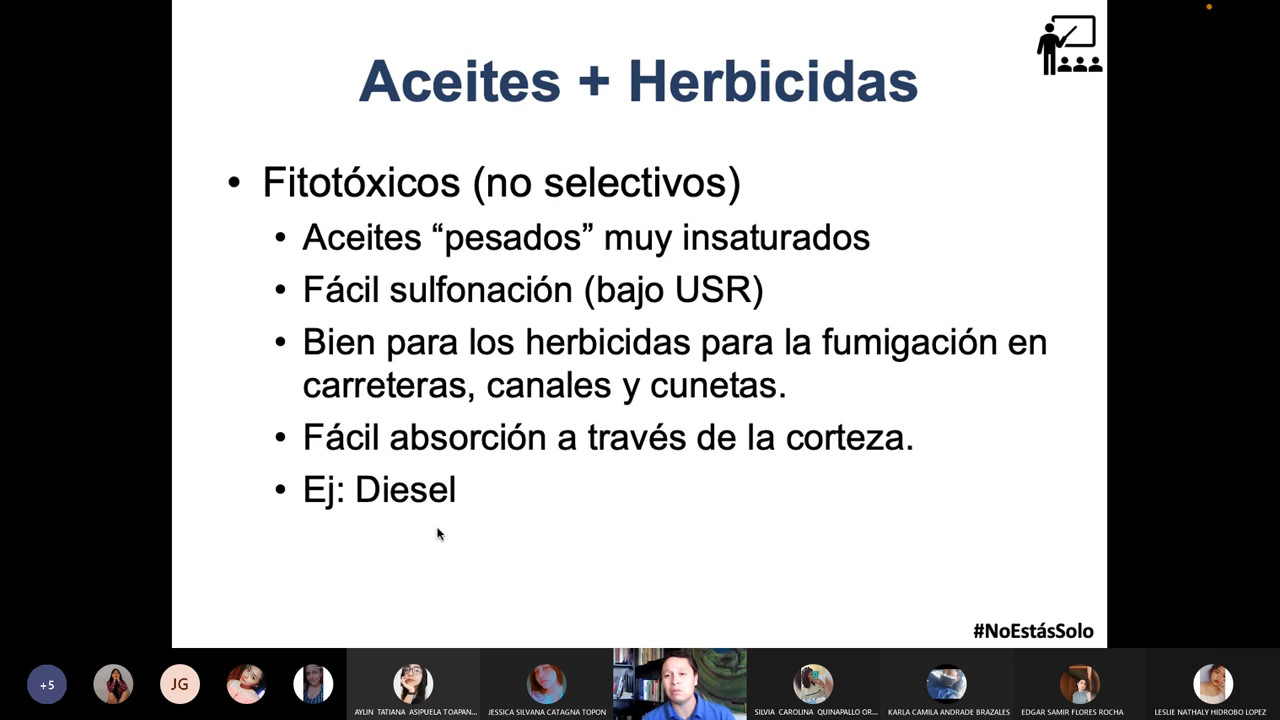 Aceites + Herbicidas
• Fitotóxicos (no selectivos)
• Aceites “pesados” muy insaturados
• Fácil sulfonación (bajo USR)
• Bien para los herbicidas para la fumigación en
carreteras, canales y cunetas.
• Fácil absorción a través de la corteza.
• Ej: Diesel
#NoEstásSolo
+5
JG
AYLIN TATIANA ASIPUELA TOAPAN...
JESSICA SILVANA CATAGNA TOPON
SILVIA CAROLINA QUINAPALLO OR...
KARLA CAMILA ANDRADE BRAZALES
EDGAR SAMIR FLORES ROCHA
LESLIE NATHALY HIDROBO LOPEZ